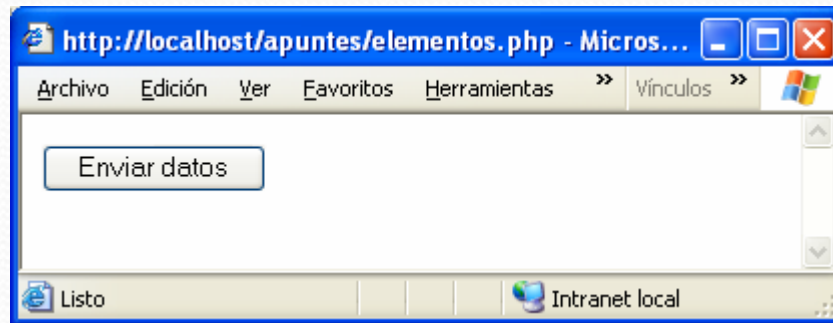 http://localhost/apuntes/elementos.php - Micros...
Archivo Edición Ver Favoritos Herramientas » Vínculos »
Enviar datos
Listo Intranet local